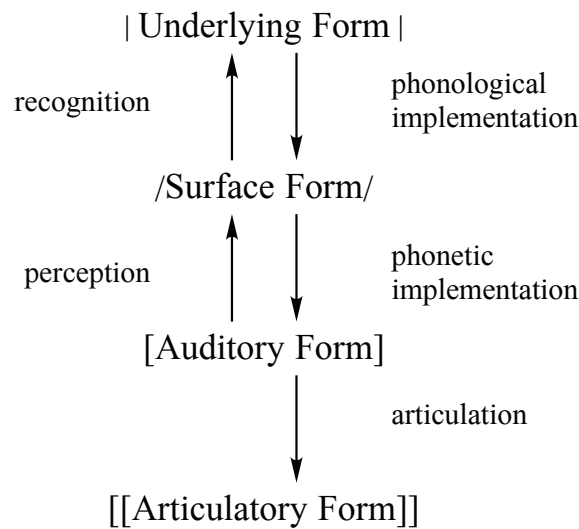 | Underlying Form |
recognition
phonological
implementation
/Surface Form/
perception
phonetic
implementation
[Auditory Form]
articulation
[[Articulatory Form]]